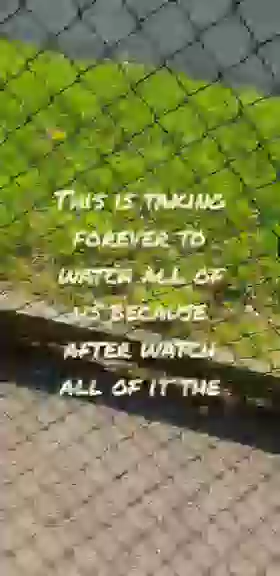 THIS IS TAKING
FOREVER TO
WATCH ALL OF
US BECAUSE
AFTER WATCH
ALL OF IT THE